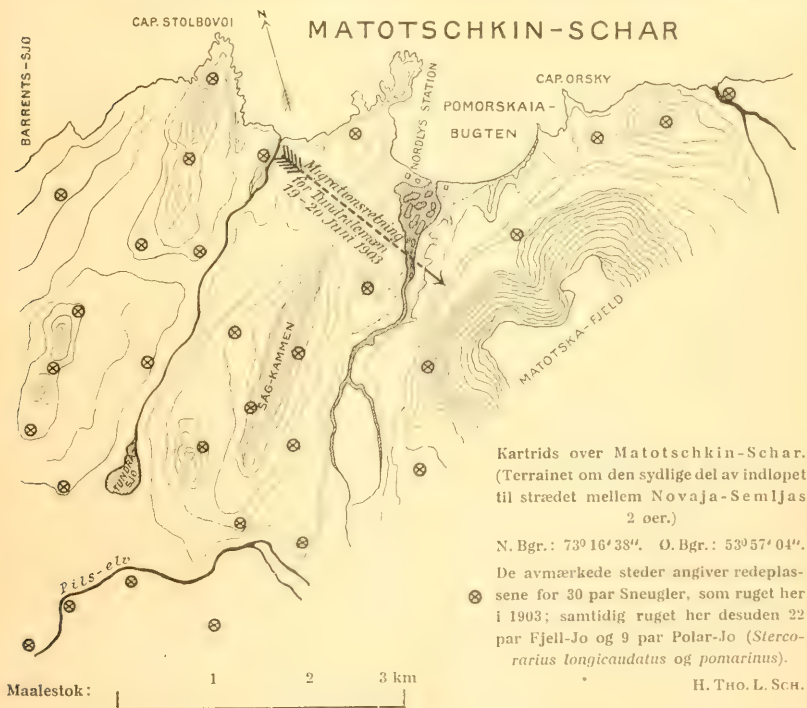 MATOTSCHKIN-SCHAR
CAP. STOLBOVOI
N
BARRENTS-SJØ
NORDLYS STATION
CAP. ORSKY
POMORSKAIA-
BUGTEN
Migrationsretning
for Tundralemæn
19-20 Juni 1903
SAG-KAMMEN
MATOTSKA-FJELD
TUNDRA
SJØ
Pils-elv
Kartrids over Matotschkin-Schar.
(Terrainet om den sydlige del av indløpet
til strædet mellem Novaja-Semljas
2 øer.)
N. Bgr.: 73° 16' 38". Ø. Bgr.: 53° 57' 04".
De avmærkede steder angiver redeplas-
sene for 30 par Sneugler, som ruget her
i 1903; samtidig ruget her desuden 22
par Fjell-Jo og 9 par Polar-Jo (Sterco-
rarius longicaudatus og pomarinus).
H. THO. L. SCH.
Maalestok:
1 2 3 km